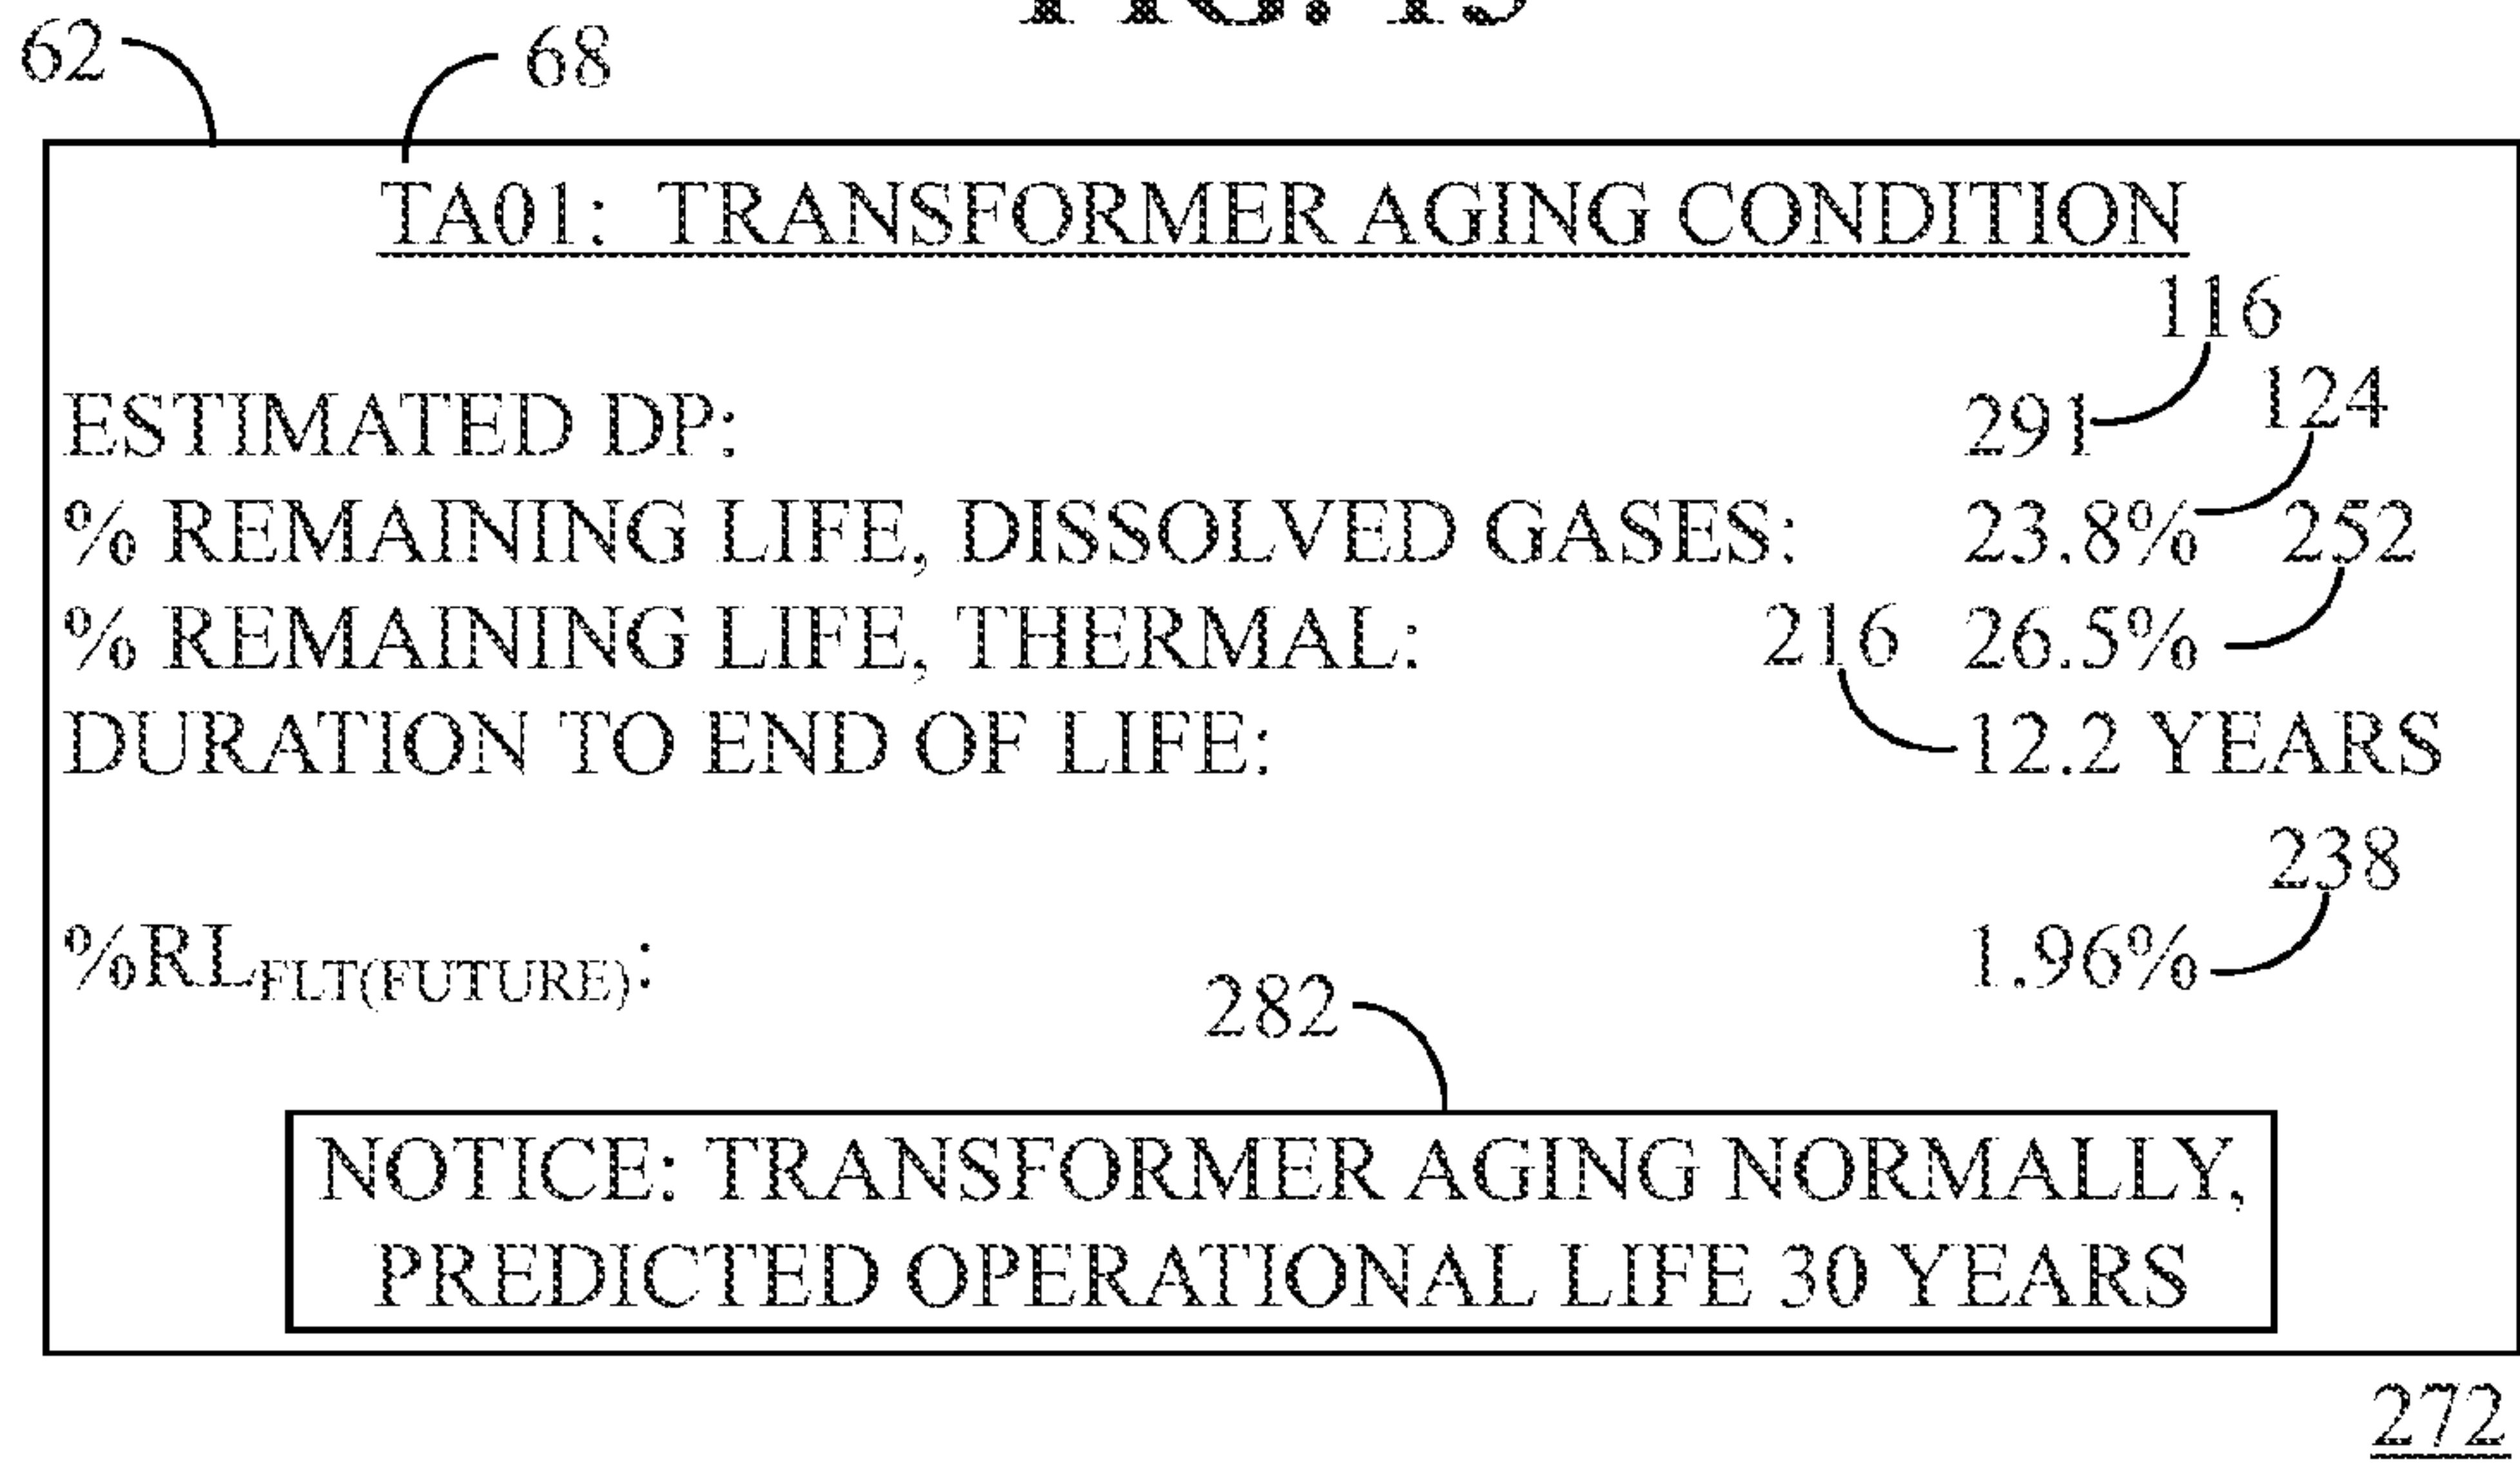 FIG. 15
62 68
TA01: TRANSFORMER AGING CONDITION
116
ESTIMATED DP: 291 124
% REMAINING LIFE, DISSOLVED GASES: 23.8% 252
% REMAINING LIFE, THERMAL: 216 26.5%
DURATION TO END OF LIFE: 12.2 YEARS
238
%RLFLT(FUTURE): 1.96%
282
NOTICE: TRANSFORMER AGING NORMALLY,
PREDICTED OPERATIONAL LIFE 30 YEARS
272